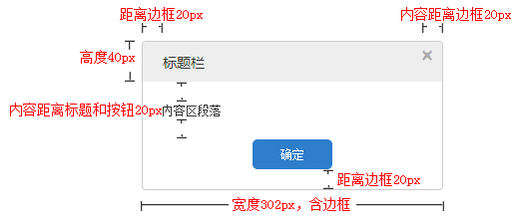 距离边框20px
内容距离边框20px
高度40px
标题栏
×
内容距离标题和按钮20px
内容区段落
确定
距离边框20px
宽度302px，含边框